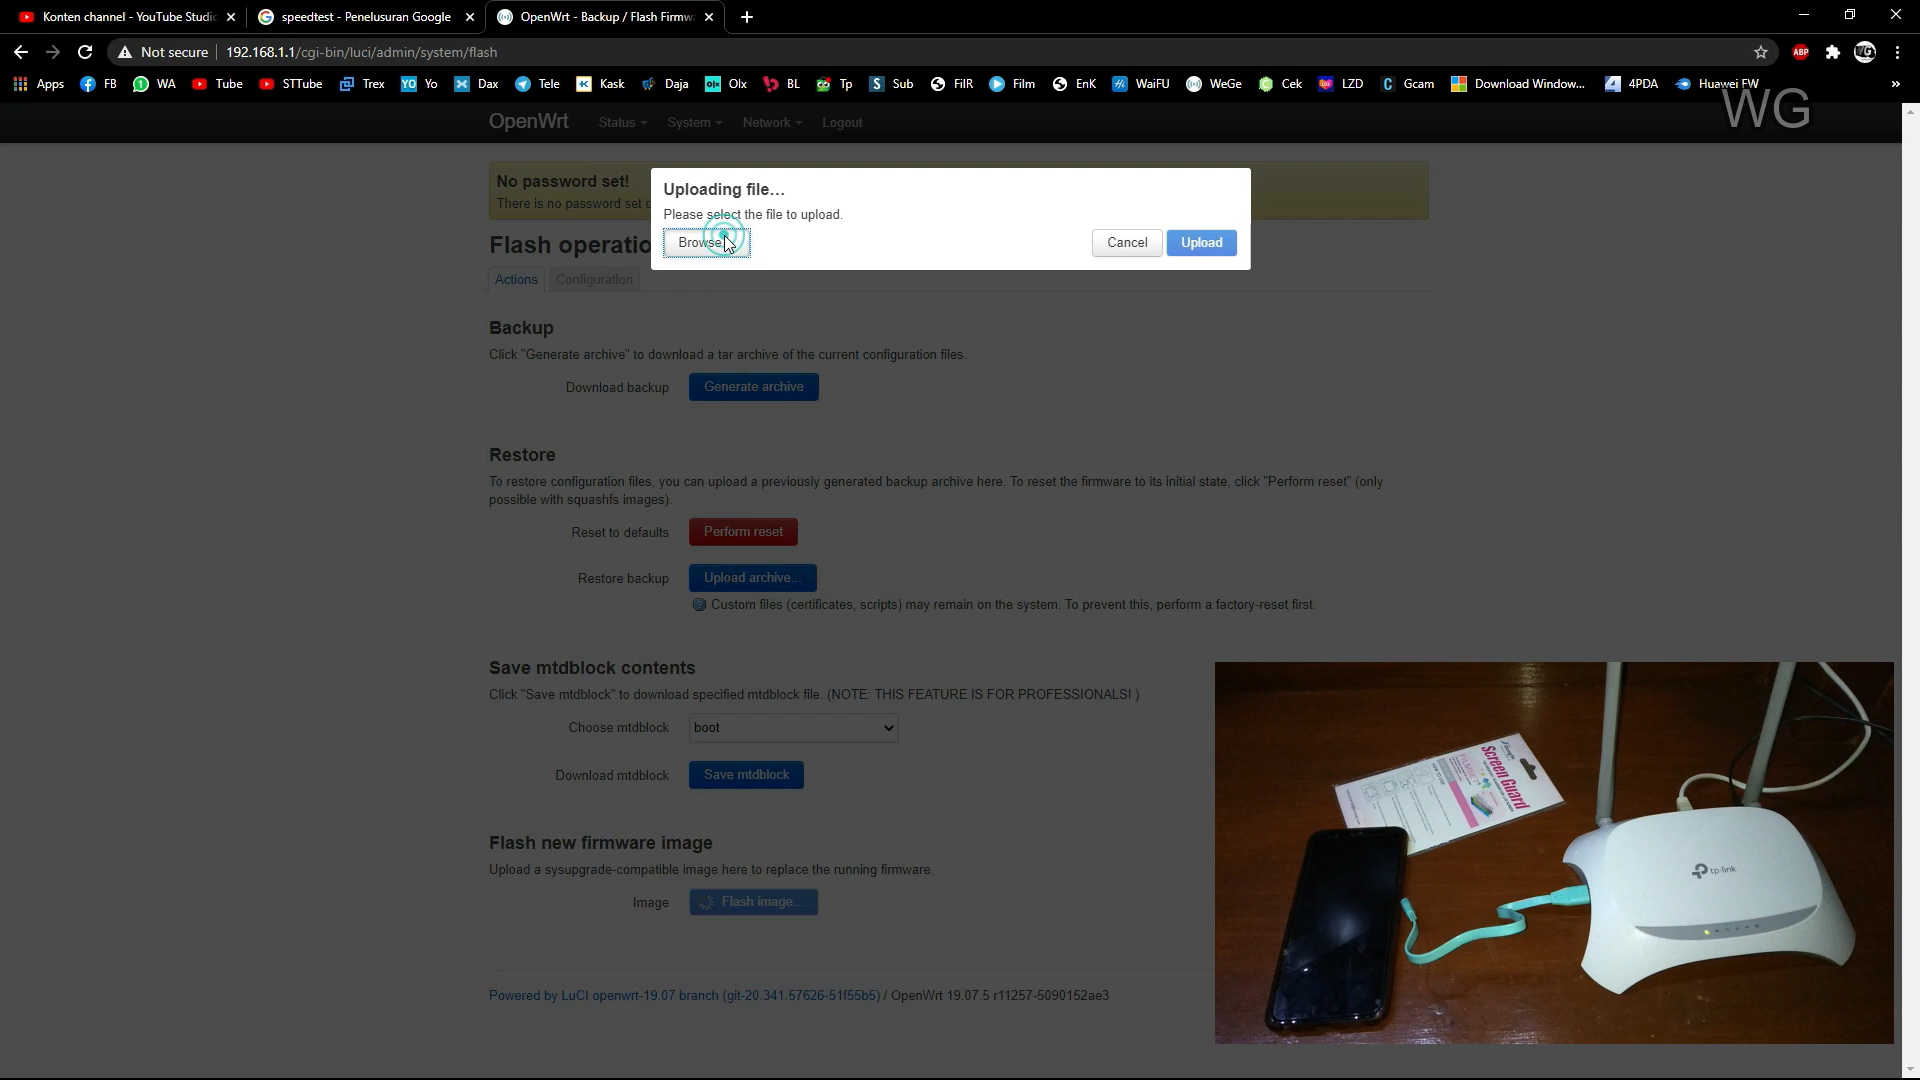 Konten channel - YouTube Studio
speedtest - Penelusuran Google
OpenWrt - Backup / Flash Firmw
Not secure
192.168.1.1/cgi-bin/luci/admin/system/flash
ABP
Apps
FB
WA
Tube
STTube
Trex
Yo
Dax
Tele
Kask
Daja
Olx
BL
Tp
Sub
FilR
Film
EnK
WaiFU
WeGe
Cek
LZD
Gcam
Download Window...
4PDA
Huawei FW
»
WG
OpenWrt
Status
System
Network
Logout
No password set!
There is no password set
Uploading file...
Please select the file to upload.
Browse
Cancel
Upload
Flash operatio
Actions
Configuration
Backup
Click "Generate archive" to download a tar archive of the current configuration files.
Download backup
Generate archive
Restore
To restore configuration files, you can upload a previously generated backup archive here. To reset the firmware to its initial state, click "Perform reset" (only
possible with squashfs images).
Reset to defaults
Perform reset
Restore backup
Upload archive...
Custom files (certificates, scripts) may remain on the system. To prevent this, perform a factory-reset first.
Save mtdblock contents
Click "Save mtdblock" to download specified mtdblock file. (NOTE: THIS FEATURE IS FOR PROFESSIONALS! )
Choose mtdblock
boot
Download mtdblock
Save mtdblock
Flash new firmware image
Upload a sysupgrade-compatible image here to replace the running firmware.
Image
Flash image...
Powered by LuCI openwrt-19.07 branch (git-20.341.57626-51f55b5) / OpenWrt 19.07.5 r11257-5090152ae3
Screen Guard
FILMSET
HOW TO USE
tp-link